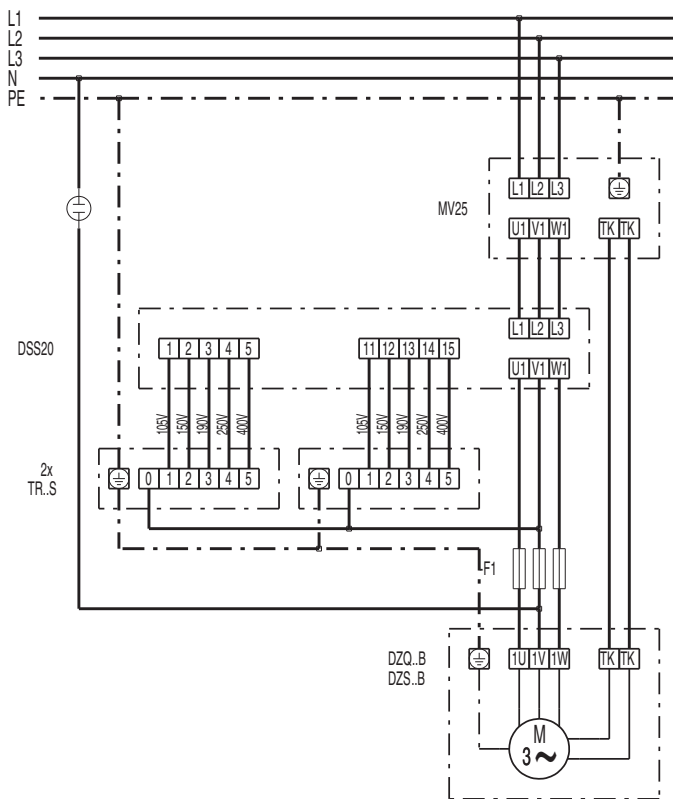 L1
L2
L3
N
PE
L1 L2 L3
MV25
U1 V1 W1 TK TK
L1 L2 L3
DSS20
1 2 3 4 5 11 12 13 14 15
U1 V1 W1
105V 150V 190V 250V 400V 105V 150V 190V 250V 400V
2x
TR..S
0 1 2 3 4 5 0 1 2 3 4 5
F1
DZQ..B
DZS..B
1U 1V 1W TK TK
M
3 ~